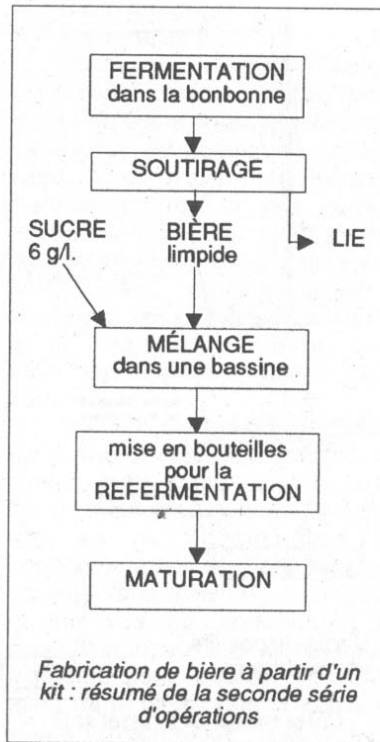 FERMENTATION
dans la bonbonne
SOUTIRAGE
SUCRE
6 g/l.
BIÈRE
limpide
LIE
MÉLANGE
dans une bassine
mise en bouteilles
pour la
REFERMENTATION
MATURATION
Fabrication de bière à partir d'un
kit : résumé de la seconde série
d'opérations